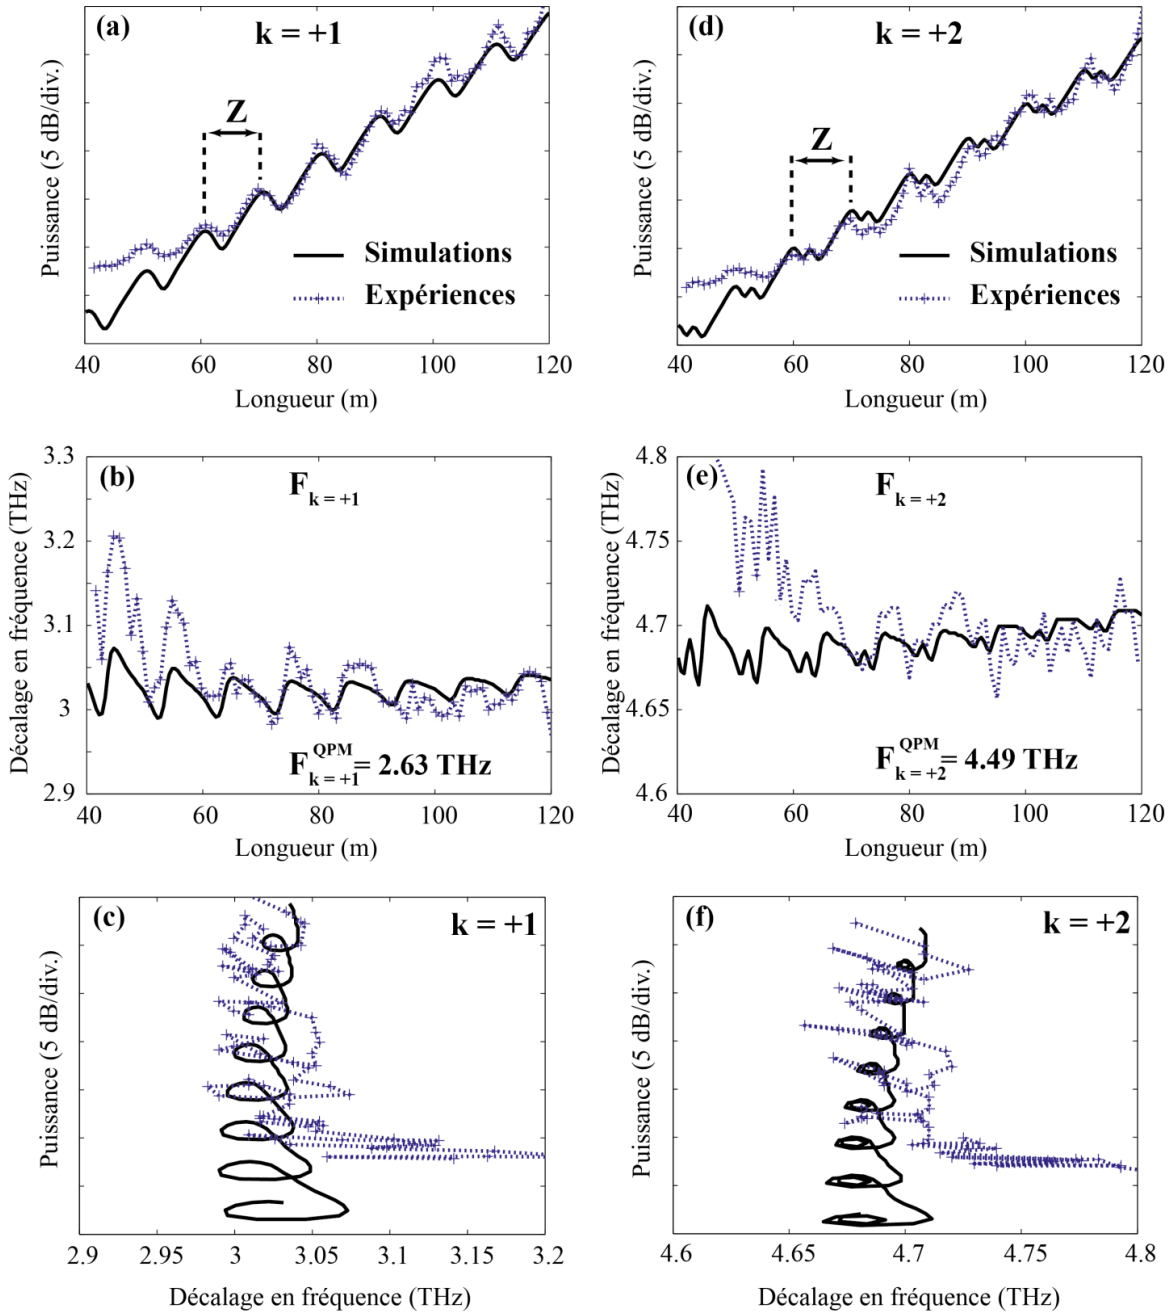 (a)
k = +1
Z
Simulations
Expériences
Puissance (5 dB/div.)
40 60 80 100 120
Longueur (m)
(d)
k = +2
Z
Simulations
Expériences
Puissance (5 dB/div.)
40 60 80 100 120
Longueur (m)
(b)
F k = +1
F QPM k = +1 = 2.63 THz
Décalage en fréquence (THz)
3.3
3.2
3.1
3
2.9
40 60 80 100 120
Longueur (m)
(e)
F k = +2
F QPM k = +2 = 4.49 THz
Décalage en fréquence (THz)
4.8
4.75
4.7
4.65
4.6
40 60 80 100 120
Longueur (m)
(c)
k = +1
Puissance (5 dB/div.)
2.9 2.95 3 3.05 3.1 3.15 3.2
Décalage en fréquence (THz)
(f)
k = +2
Puissance (5 dB/div.)
4.6 4.65 4.7 4.75 4.8
Décalage en fréquence (THz)